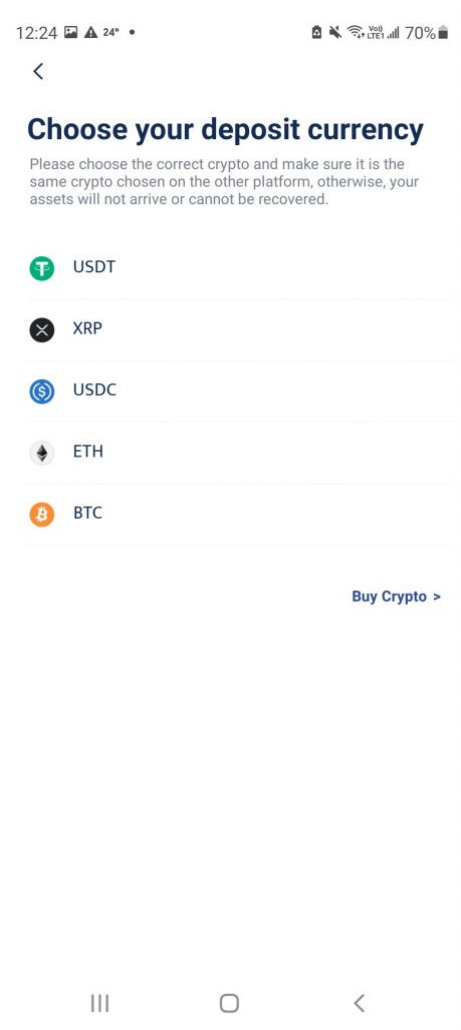 12:24 24° Vo)) LTE1 70%
Choose your deposit currency
Please choose the correct crypto and make sure it is the
same crypto chosen on the other platform, otherwise, your
assets will not arrive or cannot be recovered.
USDT
XRP
USDC
ETH
BTC
Buy Crypto >